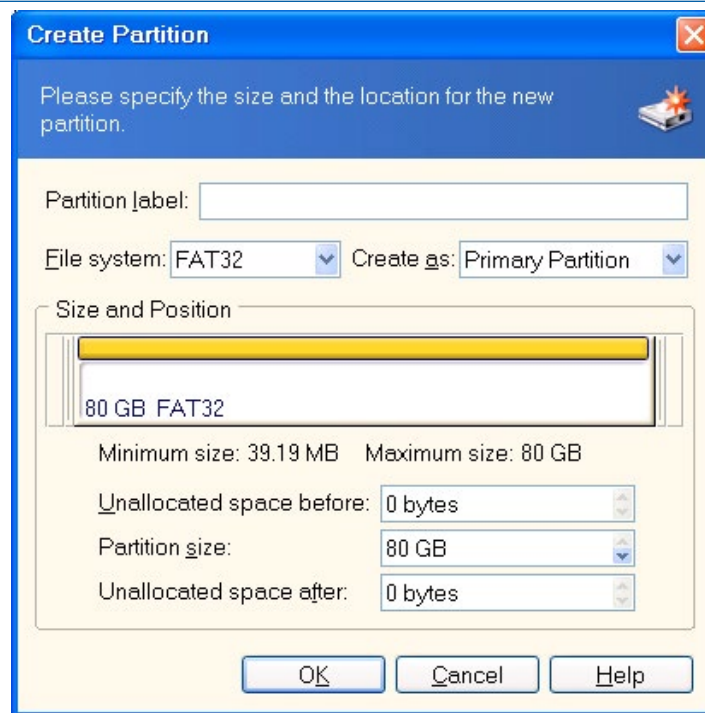 Create Partition
Please specify the size and the location for the new
partition.
Partition label:
File system: FAT32 Create as: Primary Partition
Size and Position
80 GB FAT32
Minimum size: 39.19 MB Maximum size: 80 GB
Unallocated space before: 0 bytes
Partition size: 80 GB
Unallocated space after: 0 bytes
OK Cancel Help